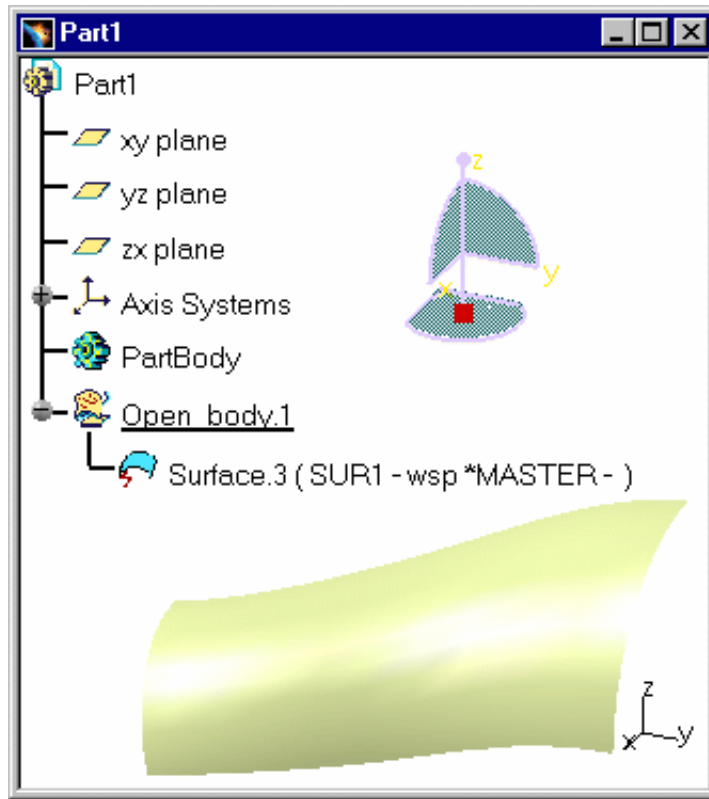 Part1
Part1
xy plane
yz plane
zx plane
Axis Systems
PartBody
Open_body.1
Surface.3 ( SUR1 - wsp *MASTER - )
z
y
x
z
x
y